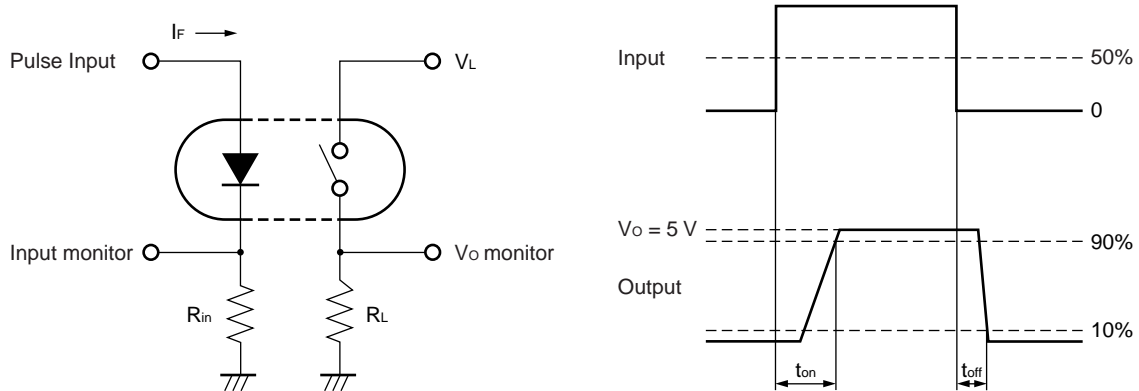 IF
Pulse Input
VL
Input monitor
VO monitor
Rin
RL
Input
50%
0
VO = 5 V
90%
Output
10%
ton
toff